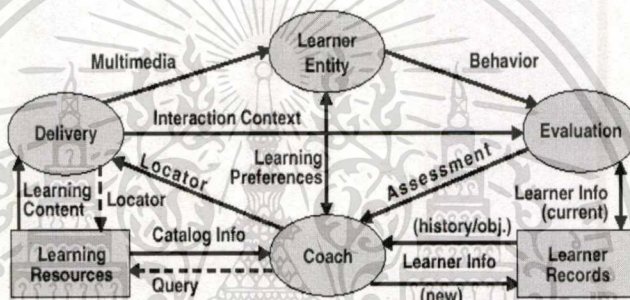 Learner
Entity
Multimedia
Behavior
Delivery
Interaction Context
Evaluation
Locator
Learning
Preferences
Assessment
Learning
Content
Locator
Learner Info
(current)
Catalog Info
(history/obj.)
Learning
Resources
Coach
Learner Info
Learner
Records
Query
(new)